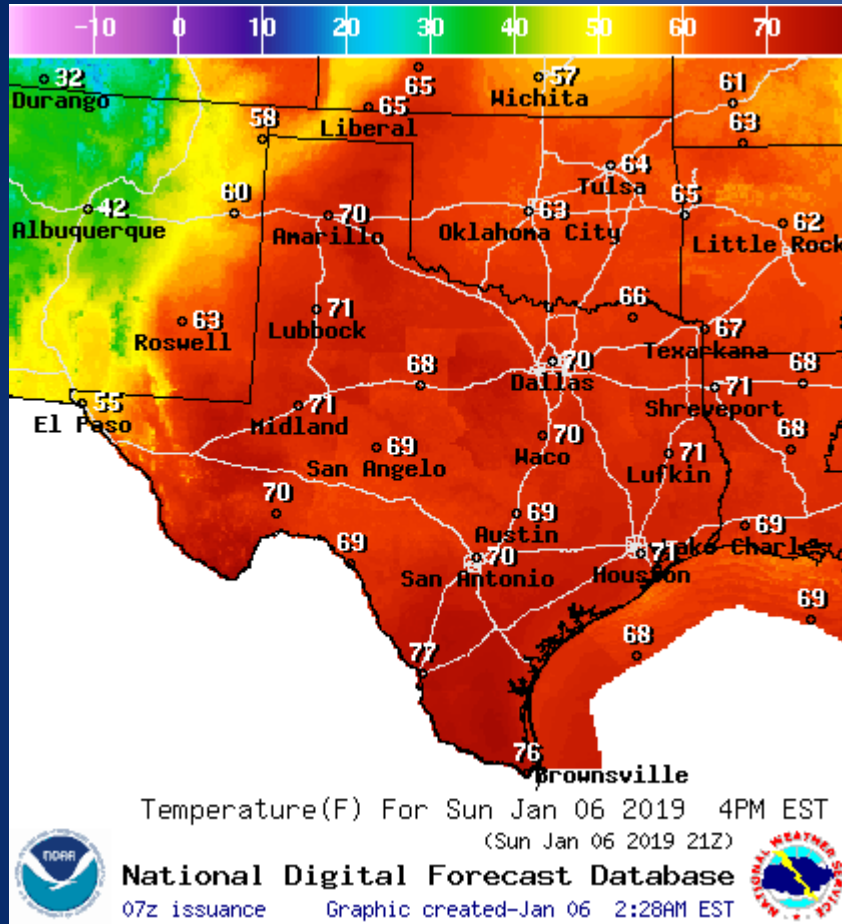 -10 0 10 20 30 40 50 60 70
32
Durango
65
57
Wichita
65
Liberal
61
58
63
64
Tulsa
42
Albuquerque
60
70
Amarillo
63
Oklahoma City
65
62
Little Rock
63
Roswell
71
Lubbock
66
67
Texarkana
68
70
Dallas
71
Shreveport
68
55
El Paso
71
Midland
69
San Angelo
70
Waco
71
Lufkin
68
70
69
Austin
69
Lake Charles
69
70
San Antonio
71
Houston
69
68
77
76
Brownsville
Temperature(F) For Sun Jan 06 2019 4PM EST
(Sun Jan 06 2019 21Z)
NOAA
National Digital Forecast Database
07z issuance Graphic created-Jan 06 2:28AM EST
NATIONAL WEATHER SERVICE